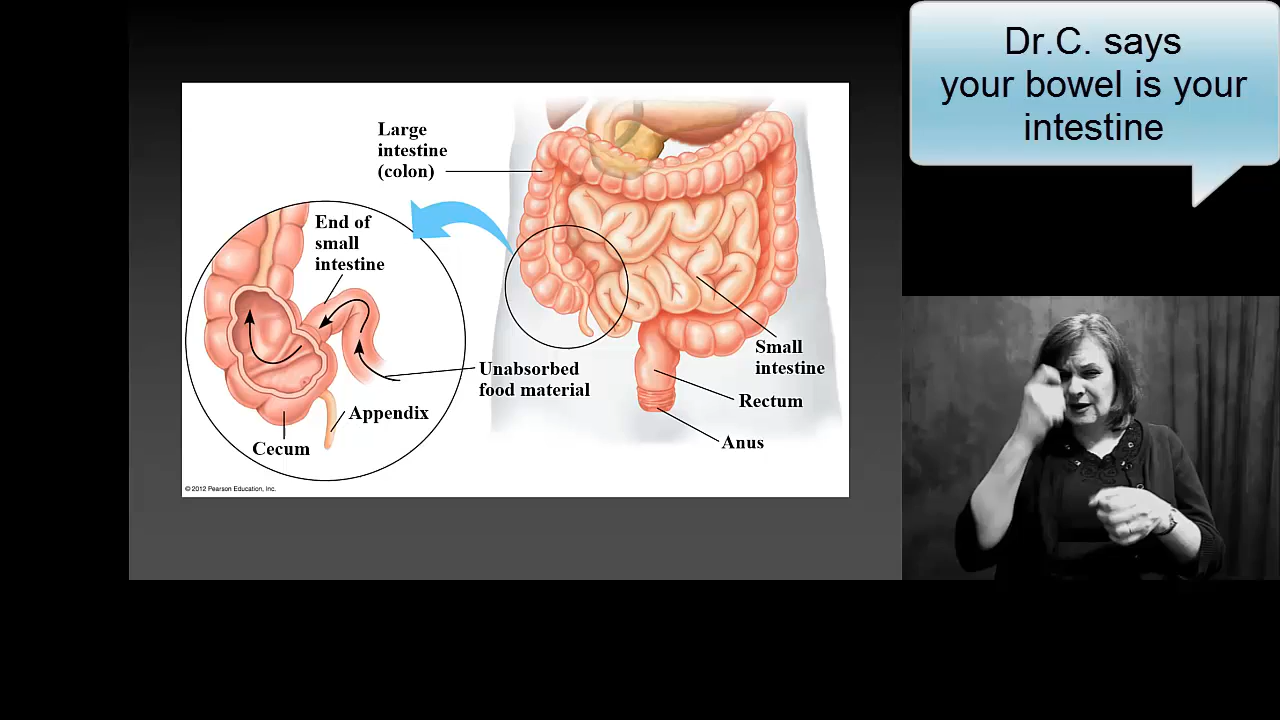 Dr.C. says
your bowel is your
intestine
Large
intestine
(colon)
End of
small
intestine
Unabsorbed
food material
Appendix
Cecum
Small
intestine
Rectum
Anus
© 2012 Pearson Education, Inc.